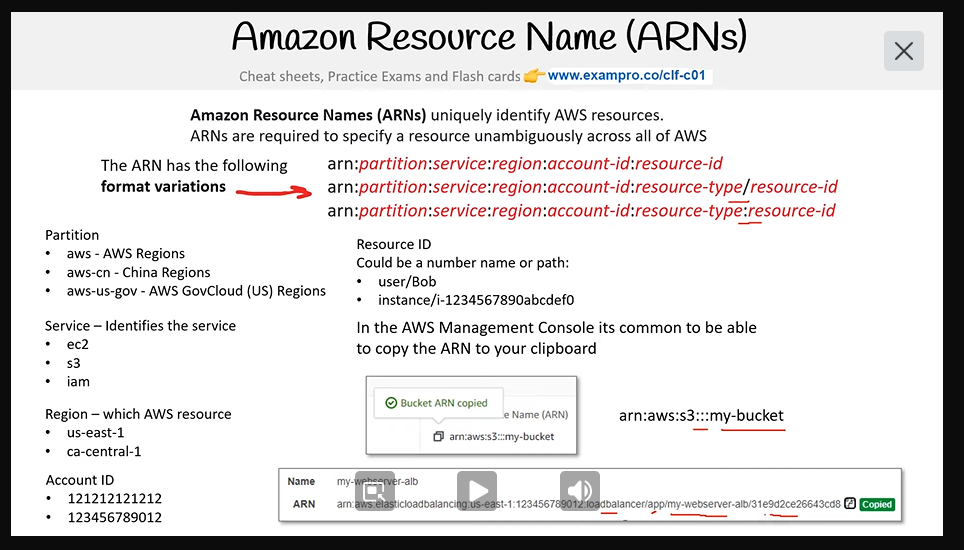 Amazon Resource Name (ARNs)
Cheat sheets, Practice Exams and Flash cards 👉 www.exampro.co/clf-c01
Amazon Resource Names (ARNs) uniquely identify AWS resources.
ARNs are required to specify a resource unambiguously across all of AWS
The ARN has the following
format variations
arn:partition:service:region:account-id:resource-id
arn:partition:service:region:account-id:resource-type/resource-id
arn:partition:service:region:account-id:resource-type:resource-id
Partition
• aws - AWS Regions
• aws-cn - China Regions
• aws-us-gov - AWS GovCloud (US) Regions
Service – Identifies the service
• ec2
• s3
• iam
Region – which AWS resource
• us-east-1
• ca-central-1
Account ID
• 121212121212
• 123456789012
Resource ID
Could be a number name or path:
• user/Bob
• instance/i-1234567890abcdef0
In the AWS Management Console its common to be able
to copy the ARN to your clipboard
Bucket ARN copied
e Name (ARN)
arn:aws:s3:::my-bucket
arn:aws:s3:::my-bucket
Name my-webserver-alb
ARN arn:aws:elasticloadbalancing:us-east-1:123456789012:loadbalancer/app/my-webserver-alb/31e9d2ce26643cd8 Copied